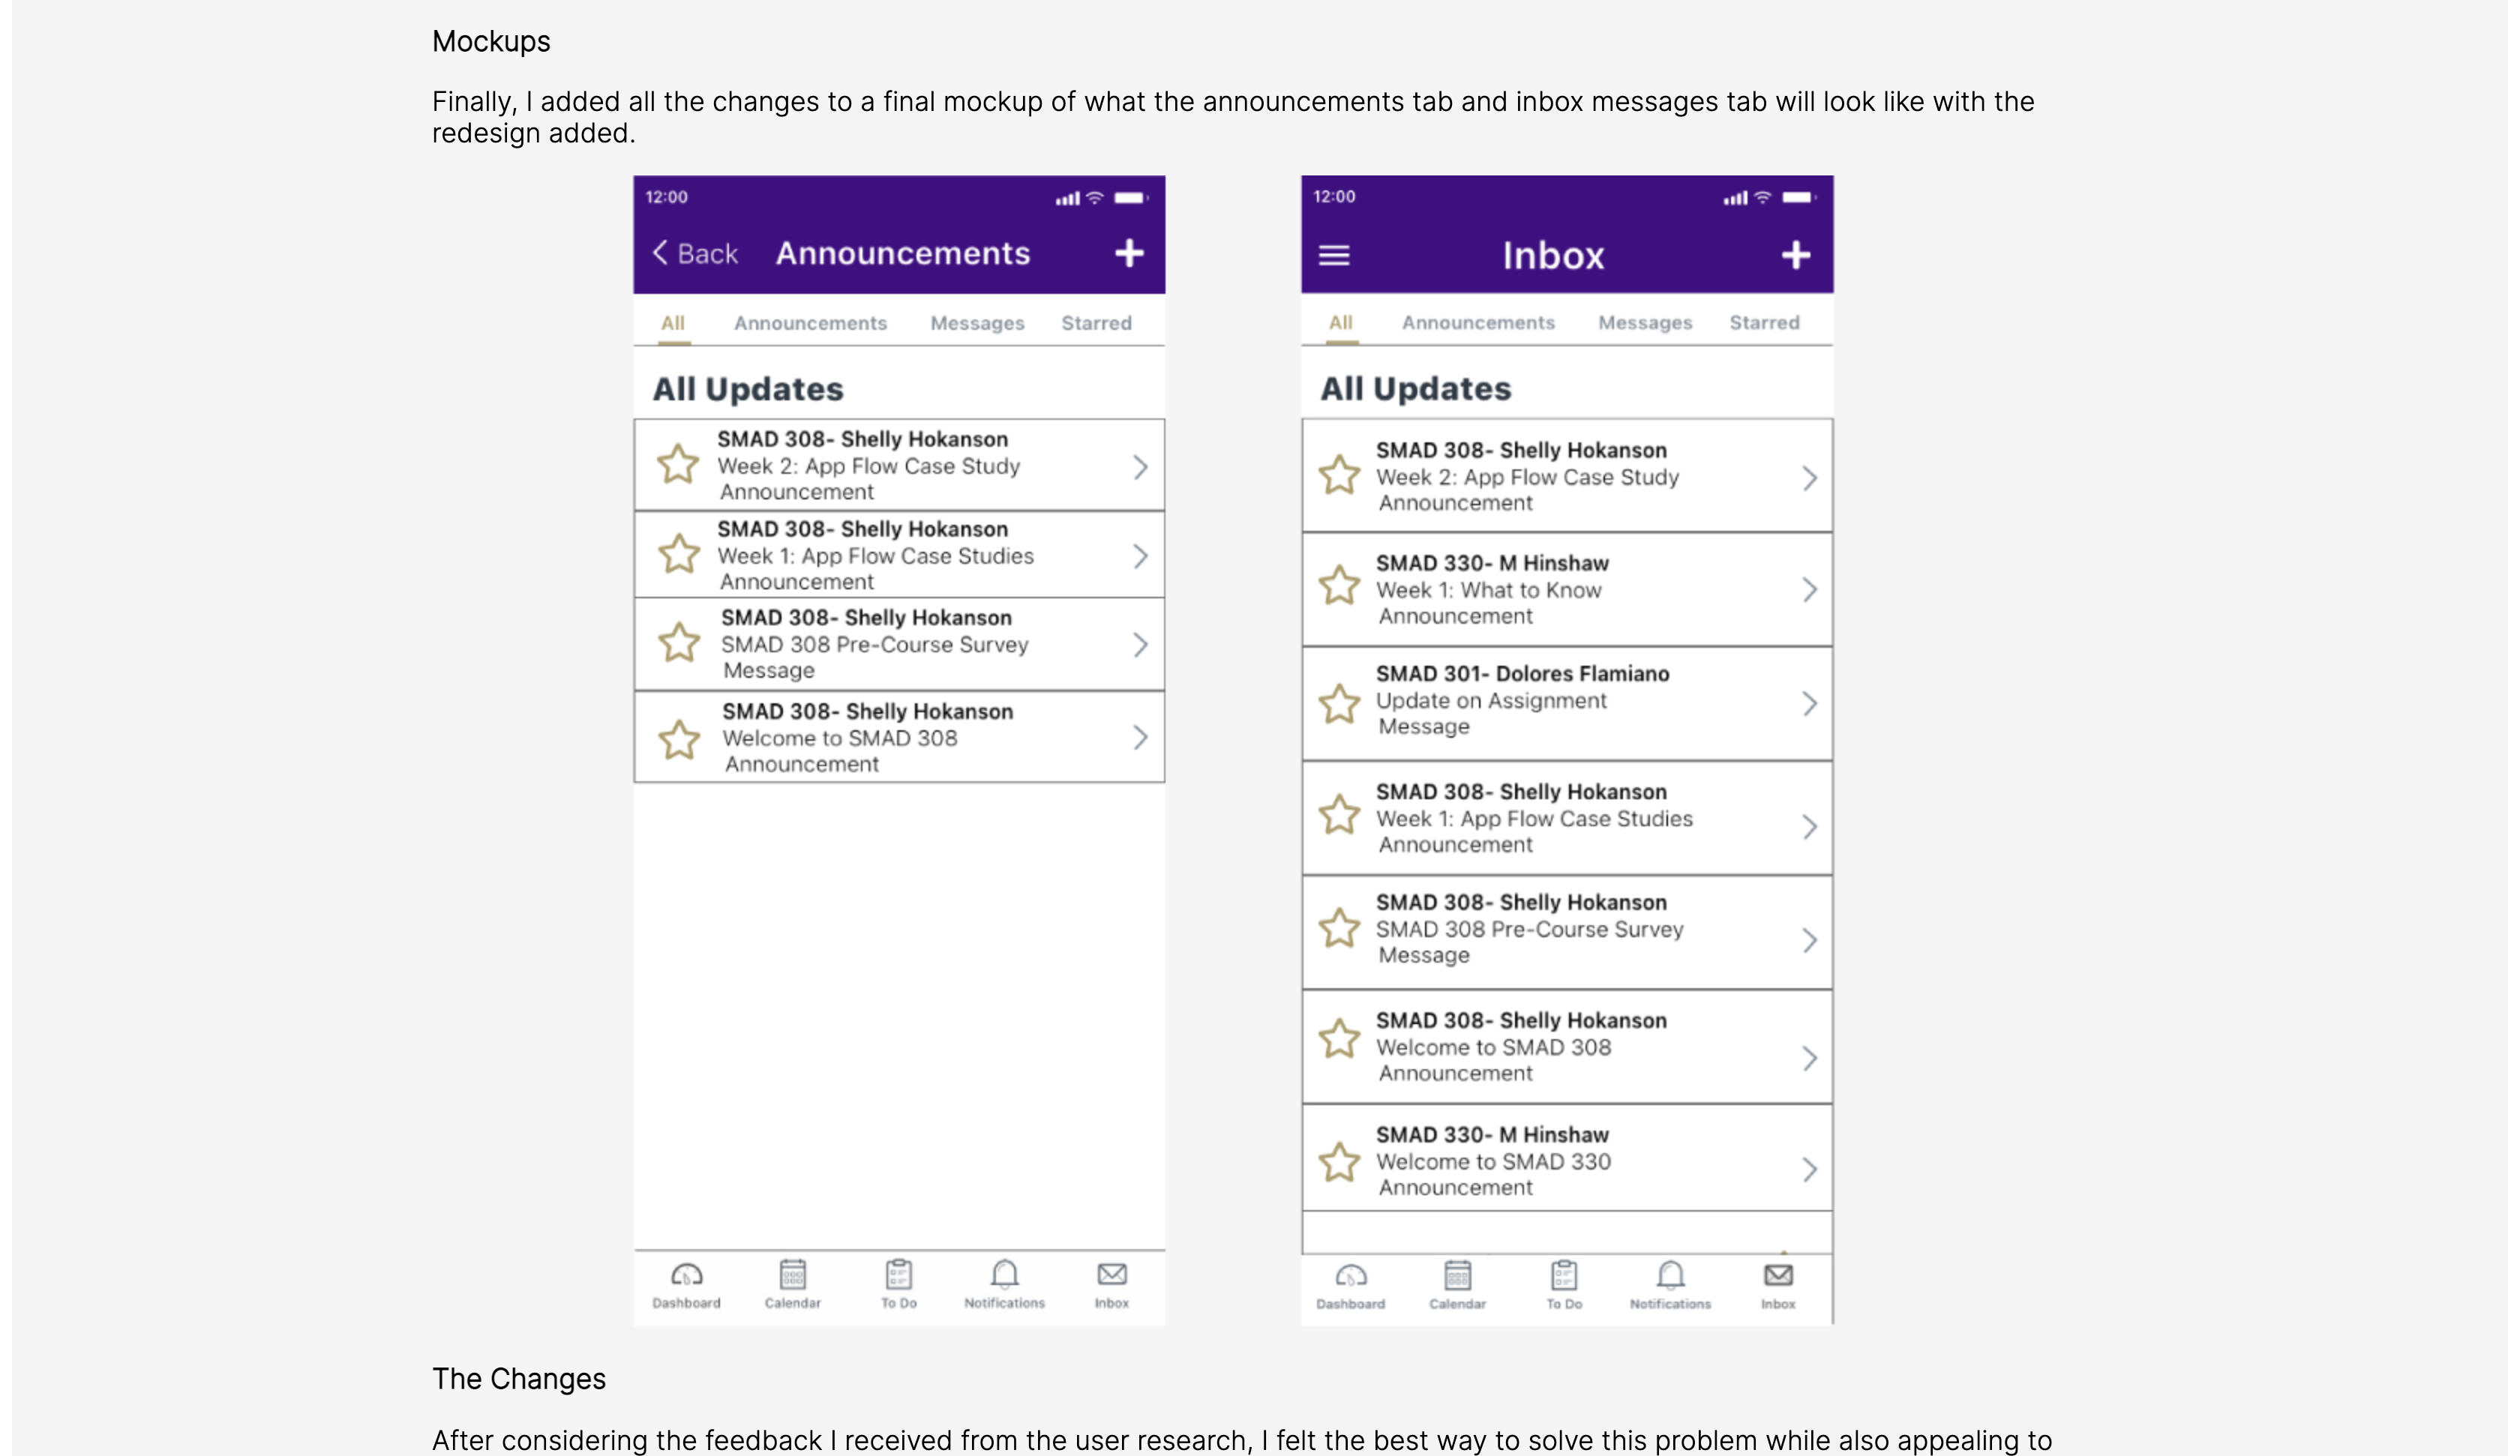 Mockups
Finally, I added all the changes to a final mockup of what the announcements tab and inbox messages tab will look like with the
redesign added.
12:00
Back Announcements +
All Announcements Messages Starred
All Updates
SMAD 308- Shelly Hokanson
Week 2: App Flow Case Study
Announcement
SMAD 308- Shelly Hokanson
Week 1: App Flow Case Studies
Announcement
SMAD 308- Shelly Hokanson
SMAD 308 Pre-Course Survey
Message
SMAD 308- Shelly Hokanson
Welcome to SMAD 308
Announcement
Dashboard Calendar To Do Notifications Inbox
12:00
Inbox +
All Announcements Messages Starred
All Updates
SMAD 308- Shelly Hokanson
Week 2: App Flow Case Study
Announcement
SMAD 330- M Hinshaw
Week 1: What to Know
Announcement
SMAD 301- Dolores Flamiano
Update on Assignment
Message
SMAD 308- Shelly Hokanson
Week 1: App Flow Case Studies
Announcement
SMAD 308- Shelly Hokanson
SMAD 308 Pre-Course Survey
Message
SMAD 308- Shelly Hokanson
Welcome to SMAD 308
Announcement
SMAD 330- M Hinshaw
Welcome to SMAD 330
Announcement
Dashboard Calendar To Do Notifications Inbox
The Changes
After considering the feedback I received from the user research, I felt the best way to solve this problem while also appealing to